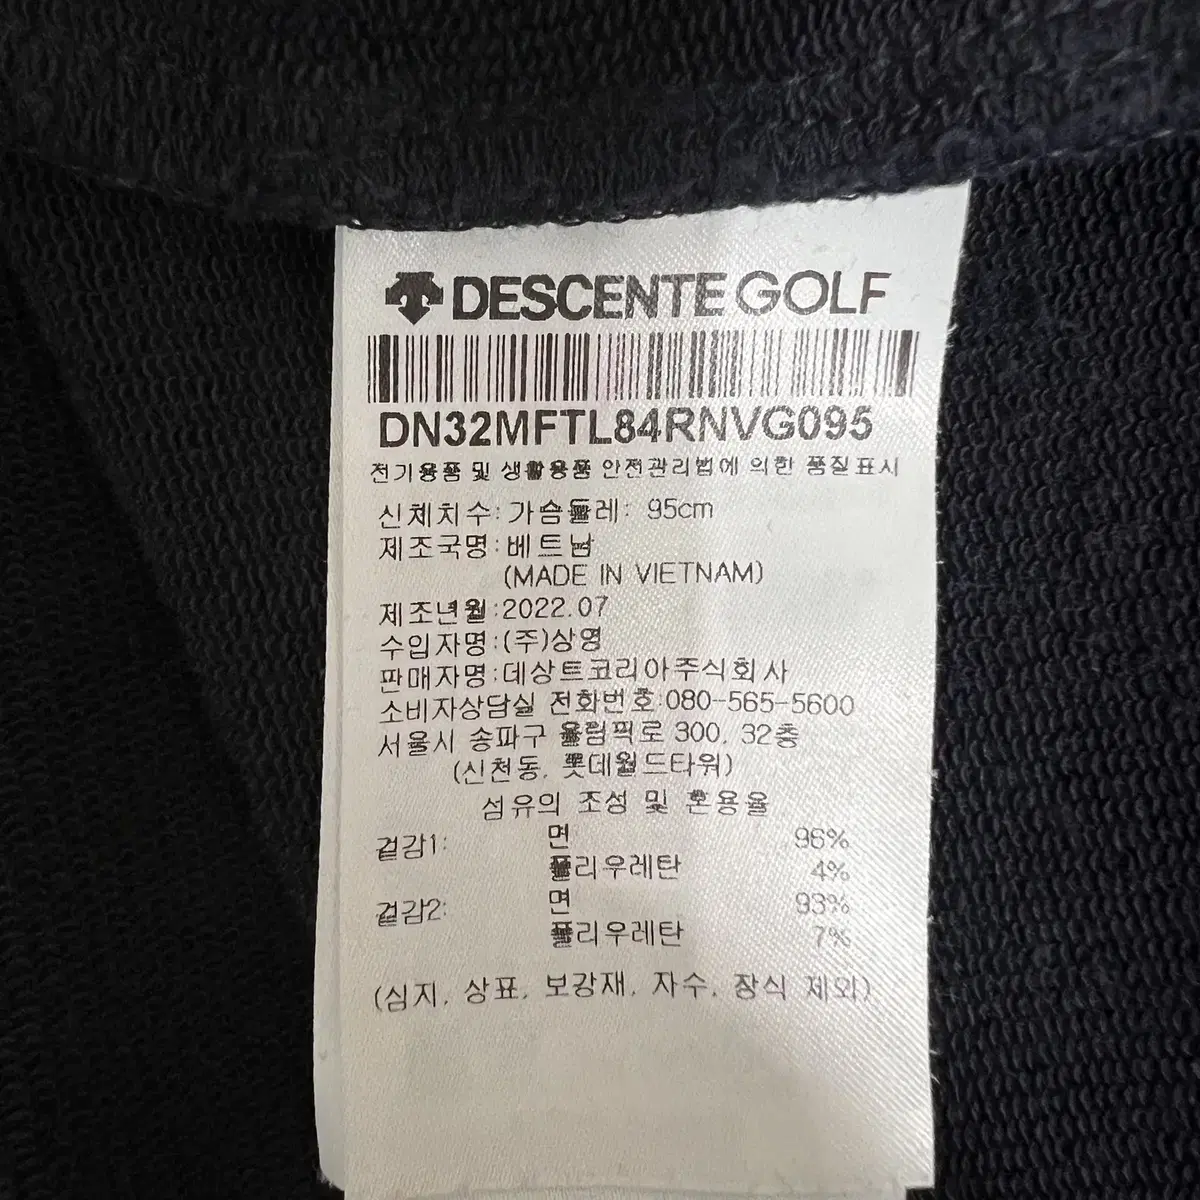 DESCENTE GOLF
DN32MFTL84RNVG095
전기용품 및 생활용품 안전관리법에 의한 품질표시
신체치수: 가슴둘레: 95cm
제조국명: 베트남
(MADE IN VIETNAM)
제조년월:2022.07
수입자명:(주)상영
판매자명:데상트코리아주식회사
소비자상담실 전화번호:080-565-5600
서울시 송파구 올림픽로 300, 32층
(신천동, 롯데월드타워)
섬유의 조성 및 혼용율
겉감1: 면 96%
폴리우레탄 4%
겉감2: 면 93%
폴리우레탄 7%
(심지, 상표, 보강재, 자수, 장식 제외)